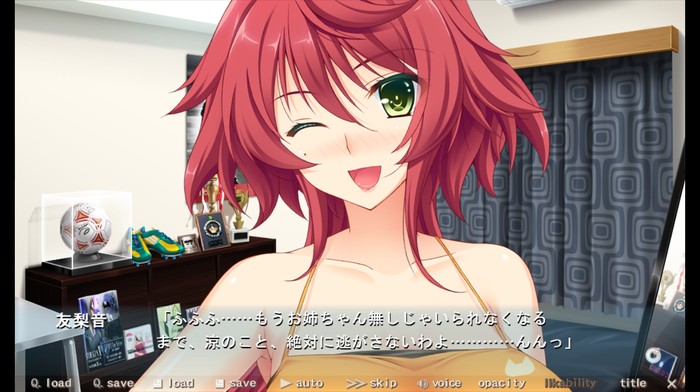 友梨音
「ふふふ……もうお姉ちゃん無しじゃいられなくなる
まで、涼のこと、絶対に逃がさないわよ…………んんっ」
Q.load Q.save load save auto skip voice opacity likability title